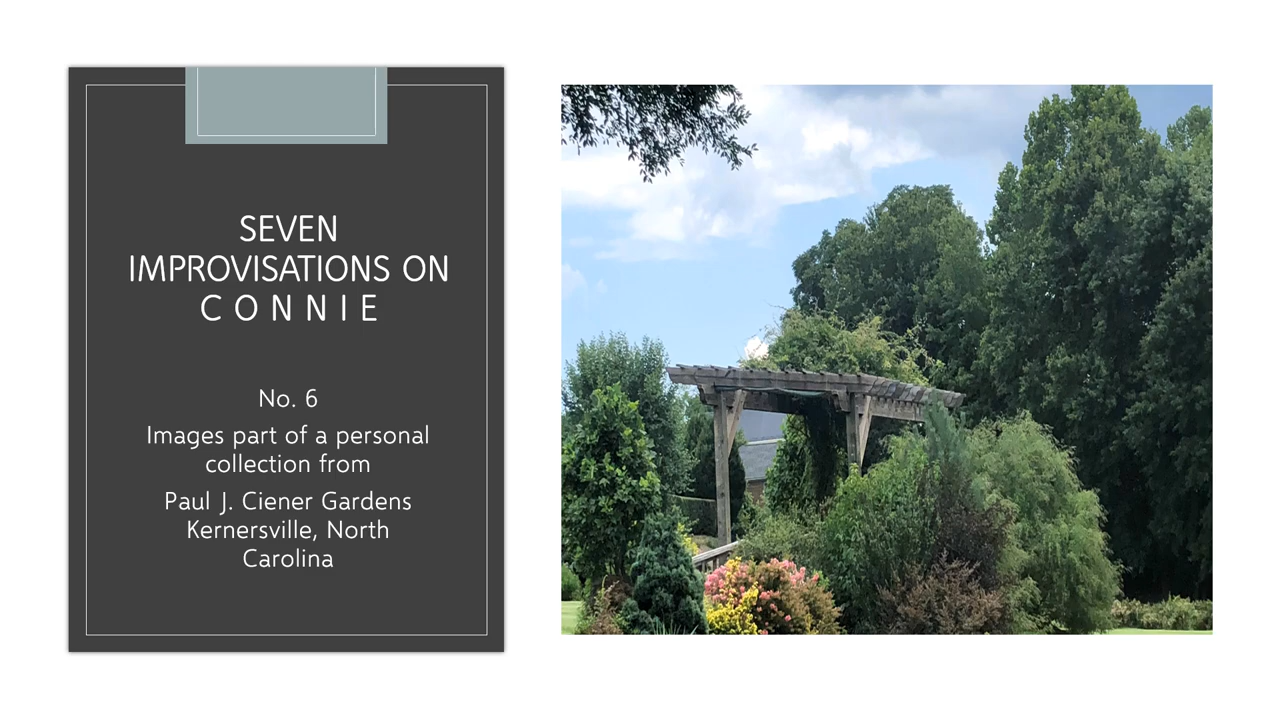 SEVEN
IMPROVISATIONS ON
C O N N I E
No. 6
Images part of a personal
collection from
Paul J. Ciener Gardens
Kernersville, North
Carolina